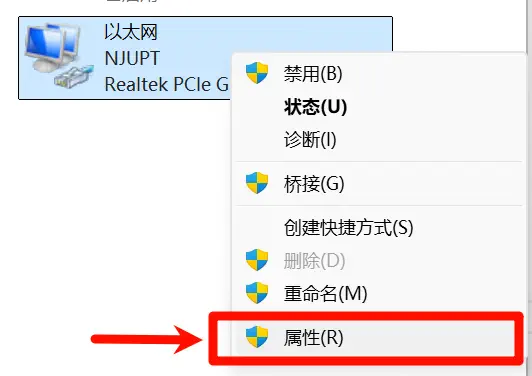 以太网
NJUPT
Realtek PCIe G
禁用(B)
状态(U)
诊断(I)
桥接(G)
创建快捷方式(S)
删除(D)
重命名(M)
属性(R)